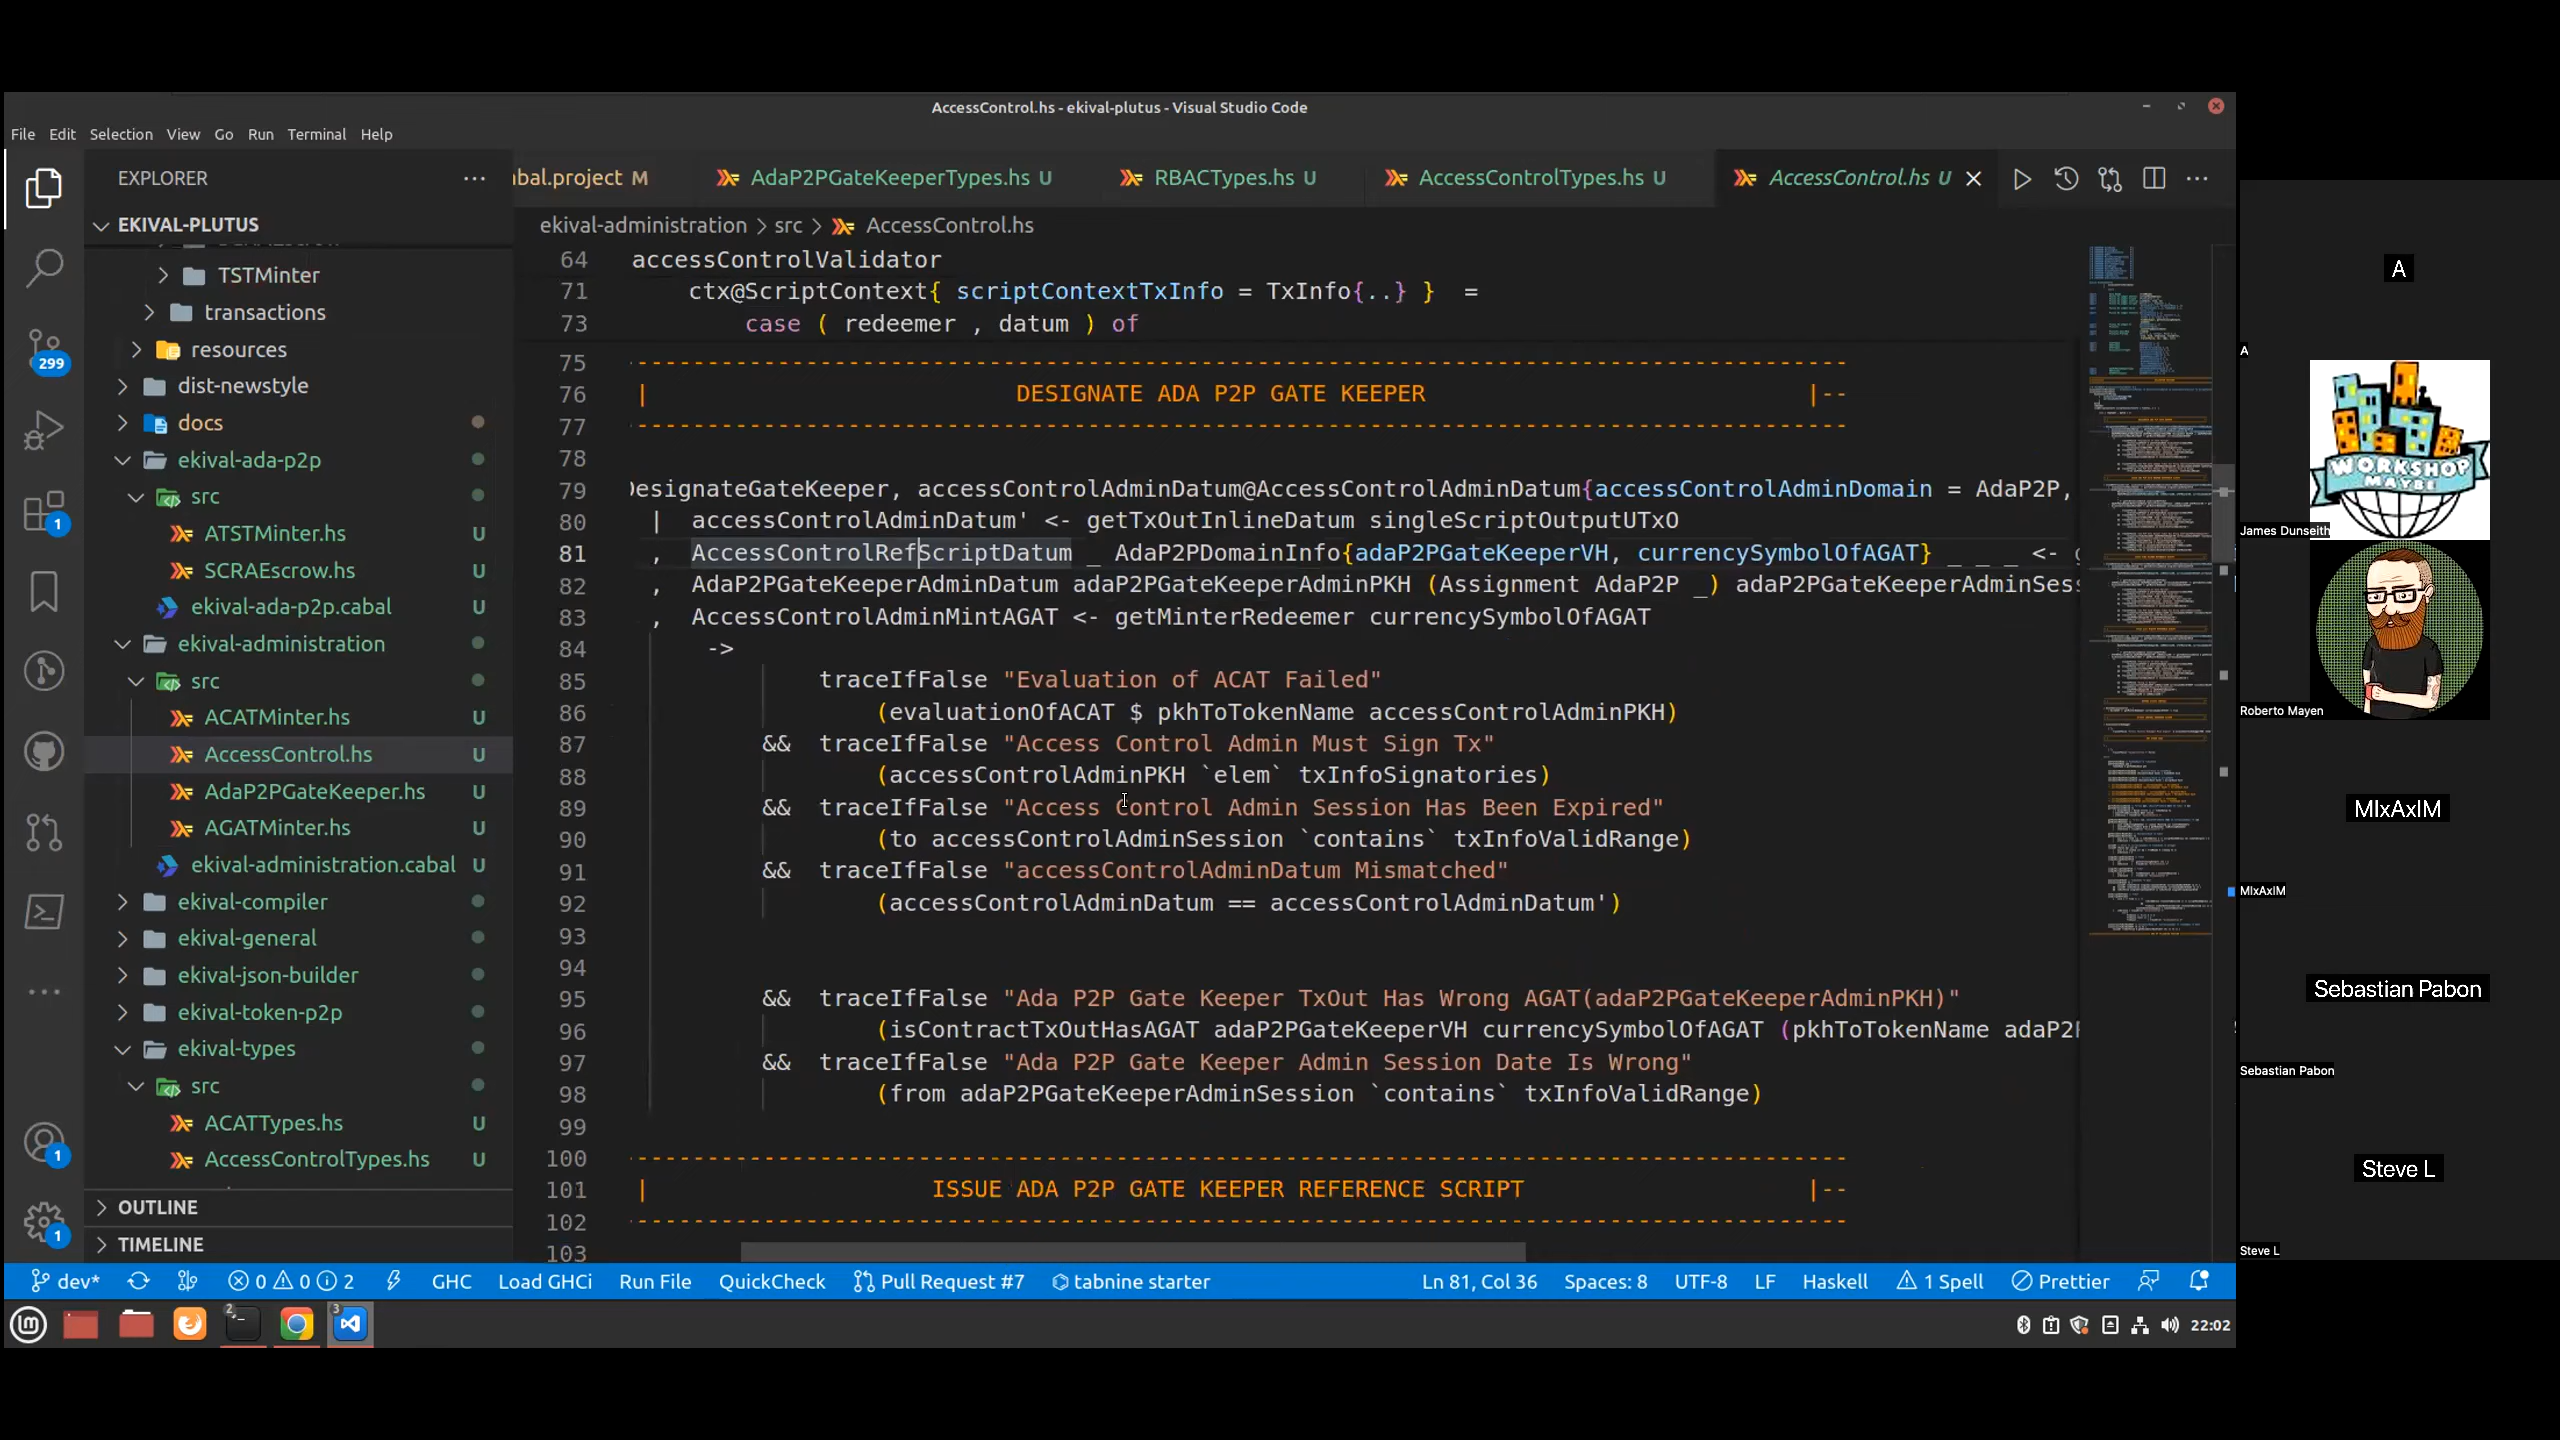 AccessControl.hs - ekival-plutus - Visual Studio Code
File Edit Selection View Go Run Terminal Help
EXPLORER
EKIVAL-PLUTUS
TSTMinter
transactions
resources
dist-newstyle
docs
ekival-ada-p2p
src
ATSTMinter.hs U
SCRAEscrow.hs U
ekival-ada-p2p.cabal U
ekival-administration
src
ACATMinter.hs U
AccessControl.hs U
AdaP2PGateKeeper.hs U
AGATMinter.hs U
ekival-administration.cabal U
ekival-compiler
ekival-general
ekival-json-builder
ekival-token-p2p
ekival-types
src
ACATTypes.hs U
AccessControlTypes.hs U
OUTLINE
TIMELINE
299
1
1
1
bal.project M
AdaP2PGateKeeperTypes.hs U
RBACTypes.hs U
AccessControlTypes.hs U
AccessControl.hs U
ekival-administration > src > AccessControl.hs
64 accessControlValidator
71 ctx@ScriptContext{ scriptContextTxInfo = TxInfo{..} } =
73 case ( redeemer , datum ) of
75 --------------------------------------------------------------------------------------
76 | DESIGNATE ADA P2P GATE KEEPER |--
77 --------------------------------------------------------------------------------------
78
79 esignateGateKeeper, accessControlAdminDatum@AccessControlAdminDatum{accessControlAdminDomain = AdaP2P,
80 | accessControlAdminDatum' <- getTxOutInlineDatum singleScriptOutputUTxO
81 , AccessControlRefScriptDatum _ AdaP2PDomainInfo{adaP2PGateKeeperVH, currencySymbolOfAGAT} _ _ _ <-
82 , AdaP2PGateKeeperAdminDatum adaP2PGateKeeperAdminPKH (Assignment AdaP2P _) adaP2PGateKeeperAdminSes
83 , AccessControlAdminMintAGAT <- getMinterRedeemer currencySymbolOfAGAT
84 ->
85 traceIfFalse "Evaluation of ACAT Failed"
86 (evaluationOfACAT $ pkhToTokenName accessControlAdminPKH)
87 && traceIfFalse "Access Control Admin Must Sign Tx"
88 (accessControlAdminPKH `elem` txInfoSignatories)
89 && traceIfFalse "Access Control Admin Session Has Been Expired"
90 (to accessControlAdminSession `contains` txInfoValidRange)
91 && traceIfFalse "accessControlAdminDatum Mismatched"
92 (accessControlAdminDatum == accessControlAdminDatum')
93
94
95 && traceIfFalse "Ada P2P Gate Keeper TxOut Has Wrong AGAT(adaP2PGateKeeperAdminPKH)"
96 (isContractTxOutHasAGAT adaP2PGateKeeperVH currencySymbolOfAGAT (pkhToTokenName adaP2
97 && traceIfFalse "Ada P2P Gate Keeper Admin Session Date Is Wrong"
98 (from adaP2PGateKeeperAdminSession `contains` txInfoValidRange)
99
100 --------------------------------------------------------------------------------------
101 | ISSUE ADA P2P GATE KEEPER REFERENCE SCRIPT |--
102 --------------------------------------------------------------------------------------
103
dev* 0 0 2 GHC Load GHCi Run File QuickCheck Pull Request #7 tabnine starter Ln 81, Col 36 Spaces: 8 UTF-8 LF Haskell 1 Spell Prettier
2 3 22:02
A
A
WORKSHOP
MAYBE
James Dunseith
Roberto Mayen
MIxAxIM
MIxAxIM
Sebastian Pabon
Sebastian Pabon
Steve L
Steve L